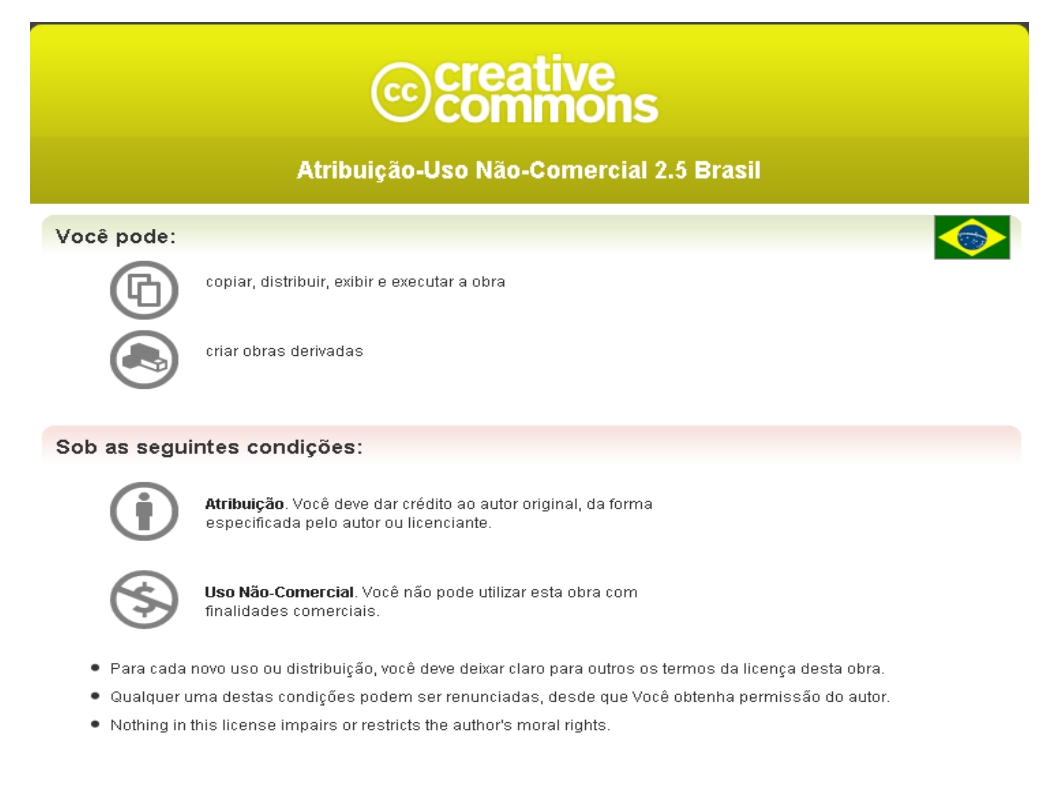 cc creative
commons
Atribuição-Uso Não-Comercial 2.5 Brasil
Você pode:
copiar, distribuir, exibir e executar a obra
criar obras derivadas
Sob as seguintes condições:
Atribuição. Você deve dar crédito ao autor original, da forma
especificada pelo autor ou licenciante.
Uso Não-Comercial. Você não pode utilizar esta obra com
finalidades comerciais.
Para cada novo uso ou distribuição, você deve deixar claro para outros os termos da licença desta obra.
Qualquer uma destas condições podem ser renunciadas, desde que Você obtenha permissão do autor.
Nothing in this license impairs or restricts the author's moral rights.